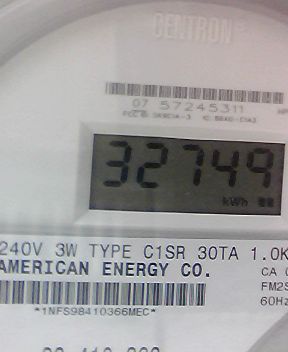 CENTRON
07 57245311
32749
kWh
240V 3W TYPE C1SR 30TA 1.0K
AMERICAN ENERGY CO.
CA
FM2S
60Hz
*1NFS98410366MEC*